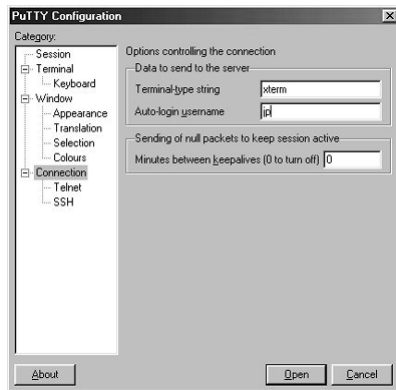 PuTTY Configuration
Category:
Session
Terminal
Keyboard
Window
Appearance
Translation
Selection
Colours
Connection
Telnet
SSH
Options controlling the connection
Data to send to the server
Terminal-type string xterm
Auto-login username jp
Sending of null packets to keep session active
Minutes between keepalives (0 to turn off) 0
About
Open
Cancel